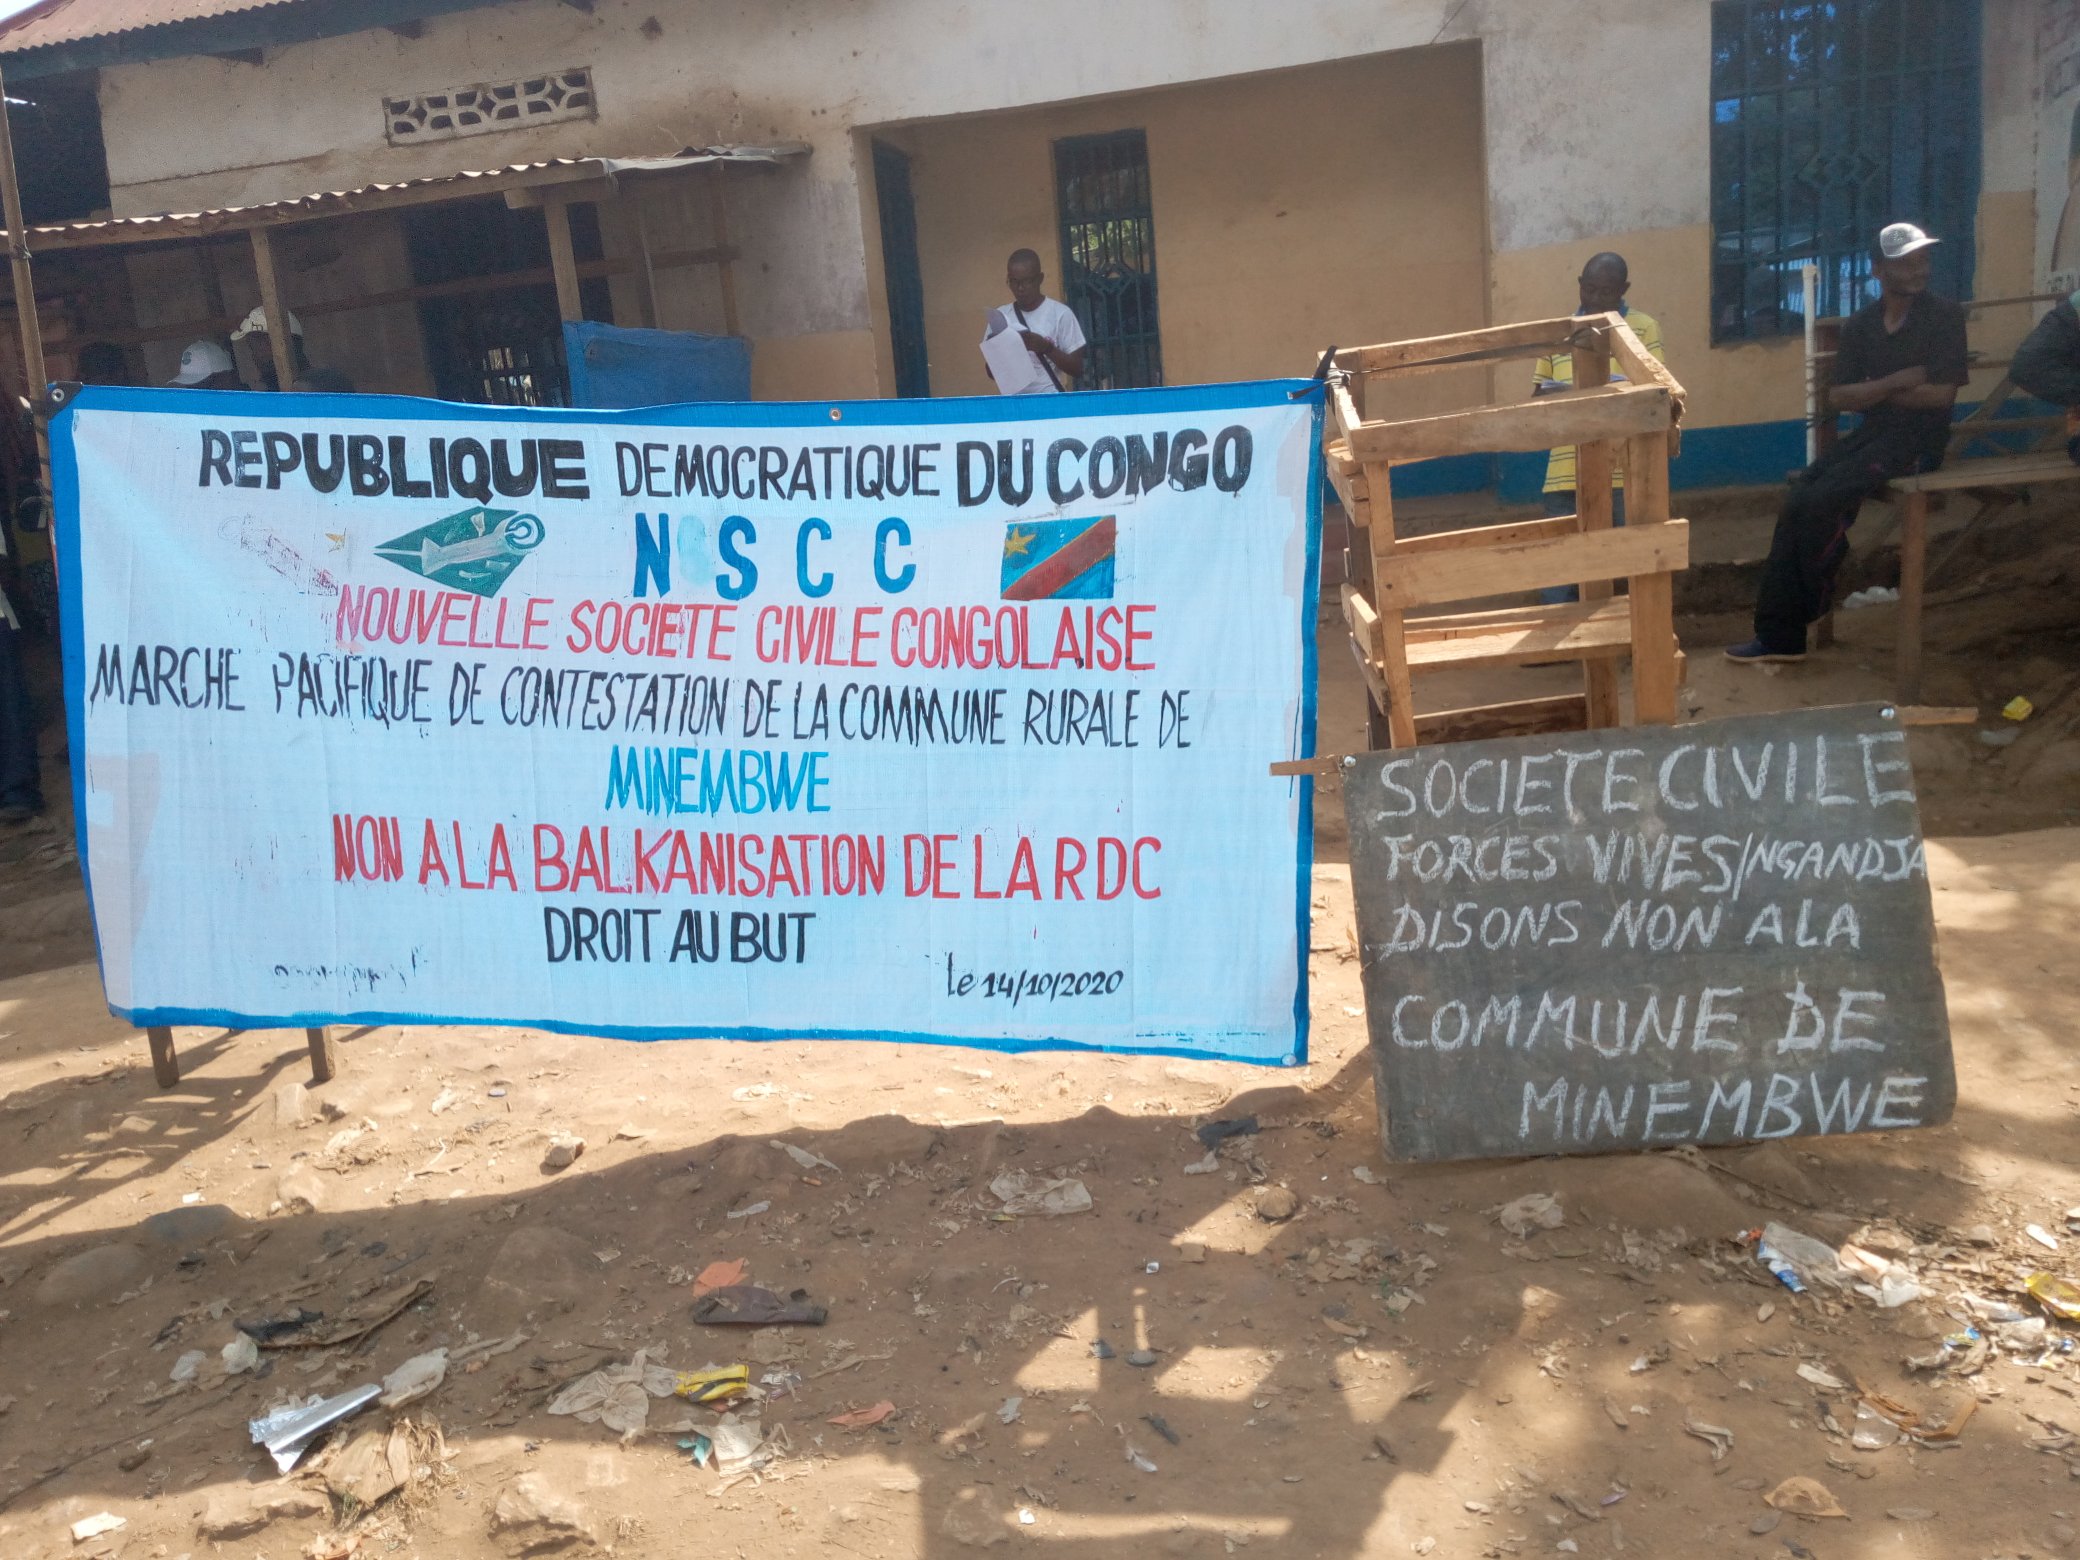 REPUBLIQUE DEMOCRATIQUE DU CONGO
NSCC
NOUVELLE SOCIETE CIVILE CONGOLAISE
MARCHE PACIFIQUE DE CONTESTATION DE LA COMMUNE RURALE DE
MINEMBWE
NON A LA BALKANISATION DE LA RDC
DROIT AU BUT
le 14/10/2020
SOCIETE CIVILE
FORCES VIVES/NGANDJA
DISONS NON A LA
COMMUNE DE
MINEMBWE